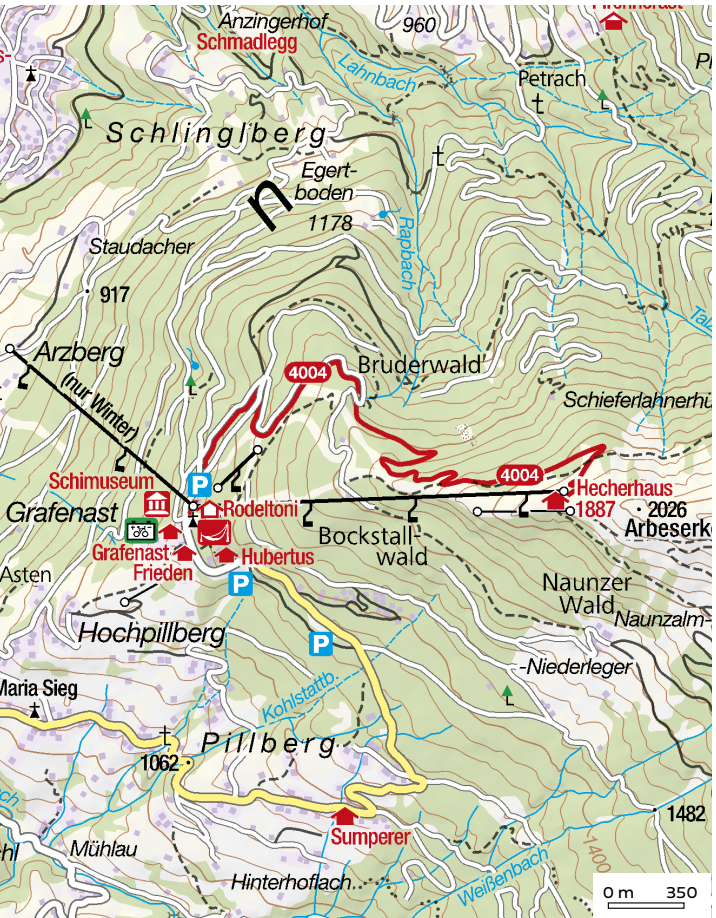 Anzingerhof
Schmadlegg
960
Lahnbach
Petrach
Schlinglberg
Egert-
boden
1178
n
Rapbach
Staudacher
917
Arzberg
(nur Winter)
4004
Bruderwald
Schieferlahnerhü
4004
Schimuseum
P
Rodeltoni
Hecherhaus
1887
2026
Arbeserk
Grafenast
Grafenast
Frieden
Hubertus
Bockstall-
wald
Asten
P
Naunzer
Wald
Naunzalm-
Hochpillberg
P
-Niederleger
Maria Sieg
Kohlstattb.
Pillberg
1062
1482
Sumperer
Mühlau
1400
Hinterhoflach
Weißenbach
0 m 350